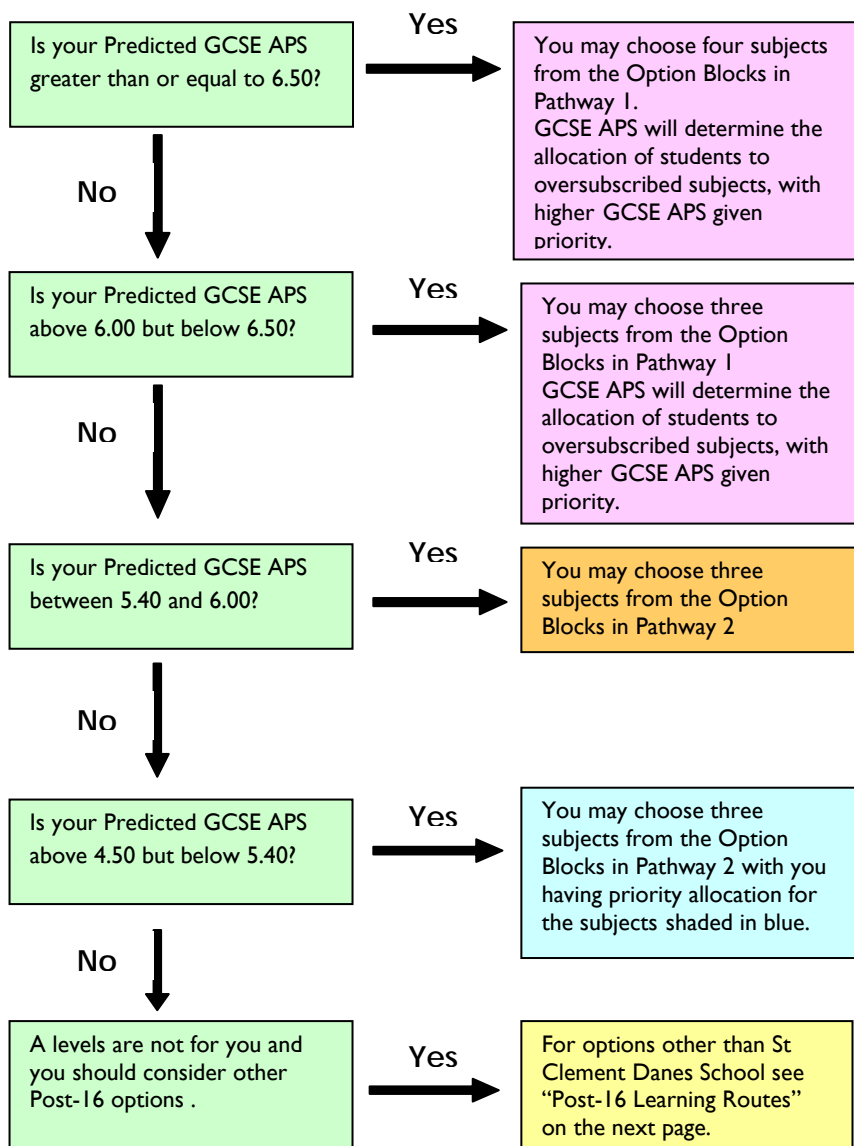 Is your Predicted GCSE APS
greater than or equal to 6.50?
Yes
You may choose four subjects
from the Option Blocks in
Pathway 1.
GCSE APS will determine the
allocation of students to
oversubscribed subjects, with
higher GCSE APS given
priority.
No
Is your Predicted GCSE APS
above 6.00 but below 6.50?
Yes
You may choose three
subjects from the Option
Blocks in Pathway 1
GCSE APS will determine the
allocation of students to
oversubscribed subjects, with
higher GCSE APS given
priority.
No
Is your Predicted GCSE APS
between 5.40 and 6.00?
Yes
You may choose three
subjects from the Option
Blocks in Pathway 2
No
Is your Predicted GCSE APS
above 4.50 but below 5.40?
Yes
You may choose three
subjects from the Option
Blocks in Pathway 2 with you
having priority allocation for
the subjects shaded in blue.
No
A levels are not for you and
you should consider other
Post-16 options .
Yes
For options other than St
Clement Danes School see
“Post-16 Learning Routes”
on the next page.